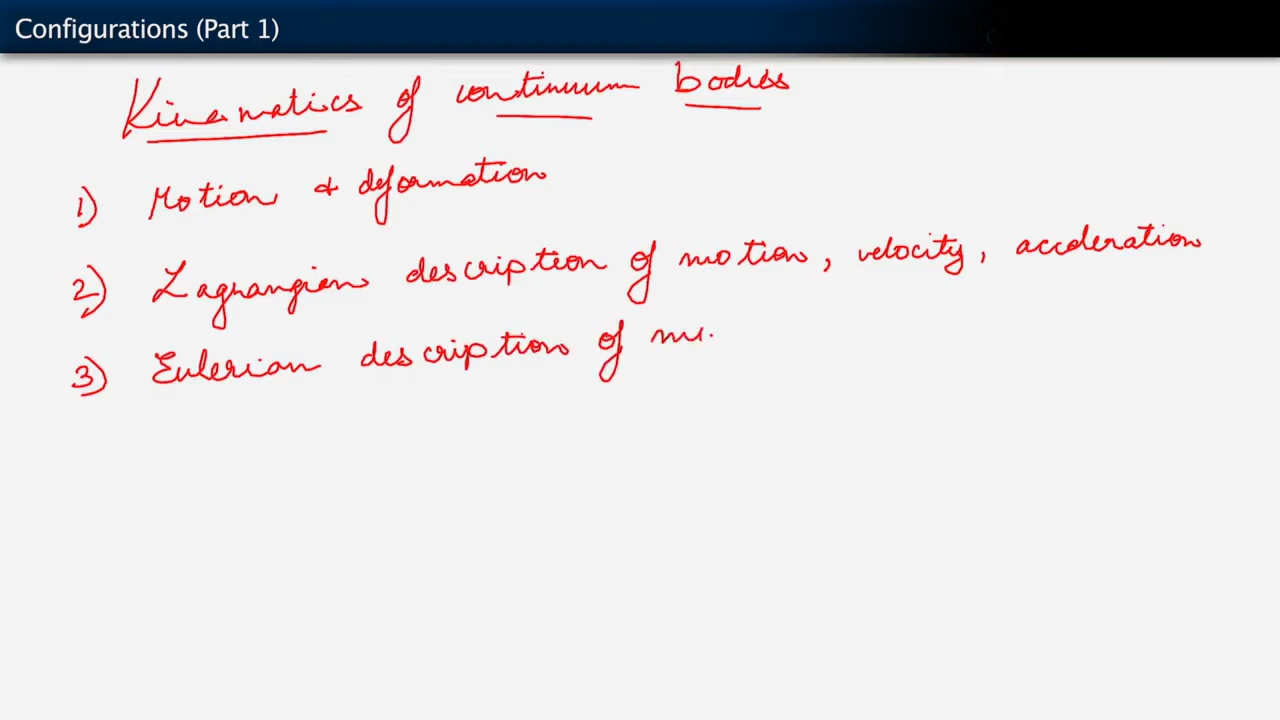 Configurations (Part 1)
Kinematics of continuum bodies
1) Motion & deformation
2) Lagrangian description of motion, velocity, acceleration
3) Eulerian description of